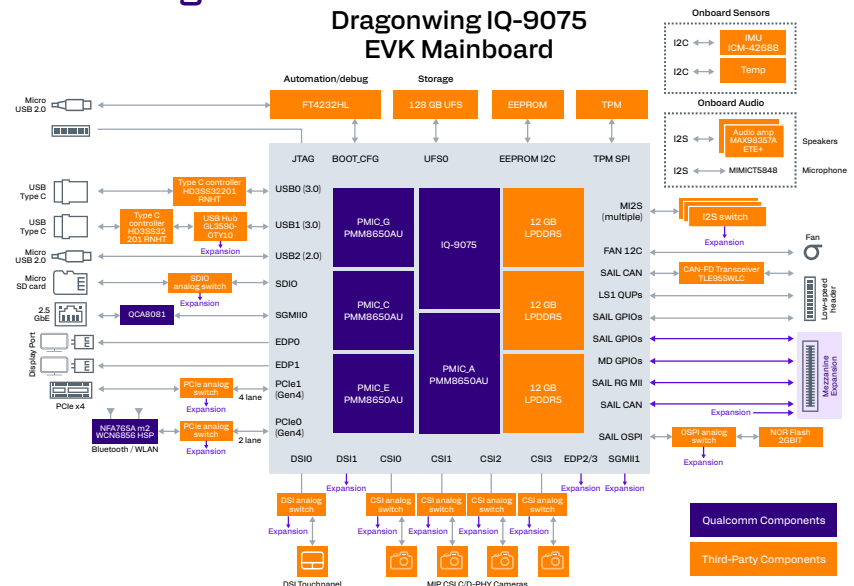 Dragonwing IQ-9075
EVK Mainboard
Onboard Sensors
I2C
IMU
ICM-42688
I2C
Temp
Onboard Audio
I2S
Audio amp
MAX98357A
ETE+
Speakers
I2S
MIMICT5848
Microphone
Automation/debug
Storage
Micro
USB 2.0
FT4232HL
128 GB UFS
EEPROM
TPM
JTAG
BOOT_CFG
UFS0
EEPROM I2C
TPM SPI
USB
Type C
Type C controller
HD3SS32201
RNHT
USB0 (3.0)
USB
Type C
Type C
controller
HD3SS32
201 RNHT
USB Hub
GL3590-
OTY10
Expansion
USB1 (3.0)
Micro
USB 2.0
USB2 (2.0)
Micro
SD card
SDIO
analog switch
Expansion
SDIO
2.5
GbE
QCA8081
SGMII0
Display Port
EDP0
EDP1
PCIe x4
PCIe analog
switch
Expansion
4 lane
PCIe1
(Gen4)
NFA765A m2
WCN6856 HSP
Bluetooth / WLAN
PCIe analog
switch
Expansion
2 lane
PCIe0
(Gen4)
PMIC_G
PMM8650AU
PMIC_C
PMM8650AU
PMIC_E
PMM8650AU
IQ-9075
PMIC_A
PMM8650AU
12 GB
LPDDR5
12 GB
LPDDR5
12 GB
LPDDR5
MI2S
(multiple)
I2S switch
Expansion
FAN 12C
Fan
SAIL CAN
CAN-FD Transceiver
TLE955WLC
LS1 QUPs
SAIL GPIOs
Low-speed
header
SAIL GPIOs
MD GPIOs
SAIL RG MII
SAIL CAN
Expansion
Mezzanine
Expansion
SAIL OSPI
OSPI analog
switch
Expansion
NOR Flash
2GBIT
DSI0
DSI1
CSI0
CSI1
CSI2
CSI3
EDP2/3
SGMII1
Expansion
Expansion
Expansion
DSI analog
switch
CSI analog
switch
CSI analog
switch
CSI analog
switch
CSI analog
switch
Expansion
Expansion
Expansion
Expansion
Expansion
DSI Touchpanel
MIP CSI C/D-PHY Cameras
Qualcomm Components
Third-Party Components